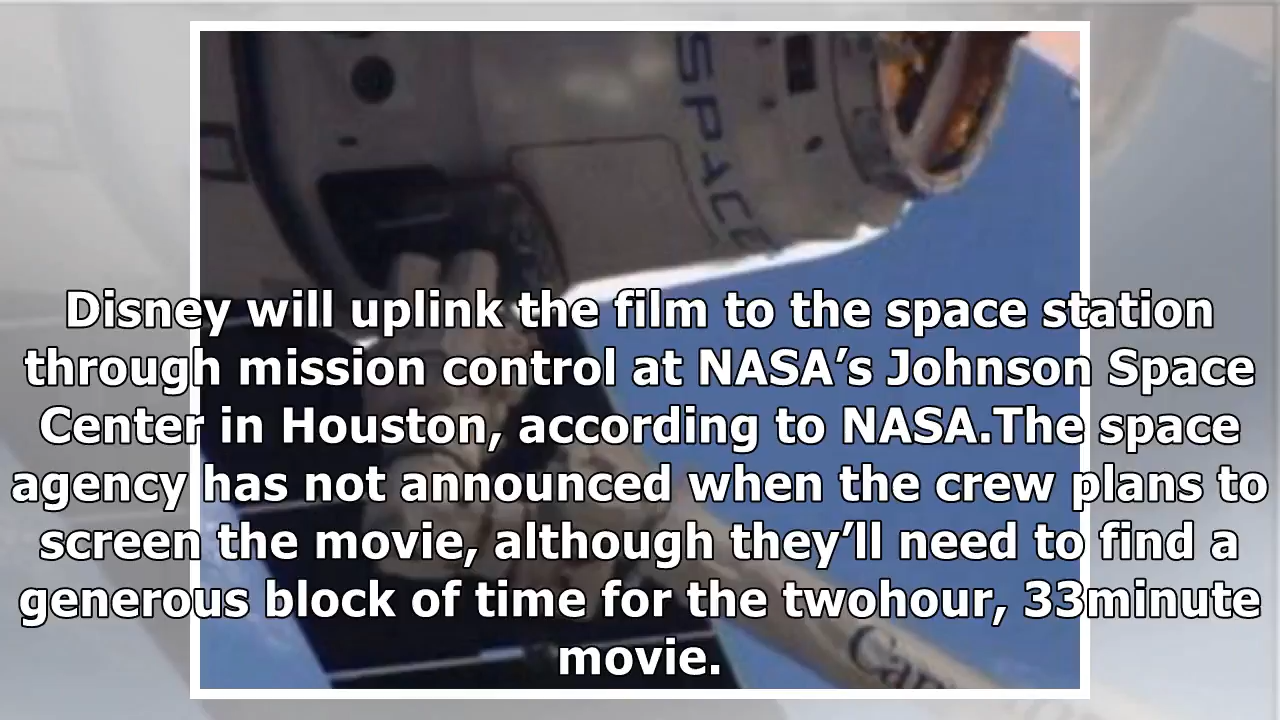 SPACE
Disney will uplink the film to the space station
through mission control at NASA’s Johnson Space
Center in Houston, according to NASA.The space
agency has not announced when the crew plans to
screen the movie, although they’ll need to find a
generous block of time for the twohour, 33minute
movie.